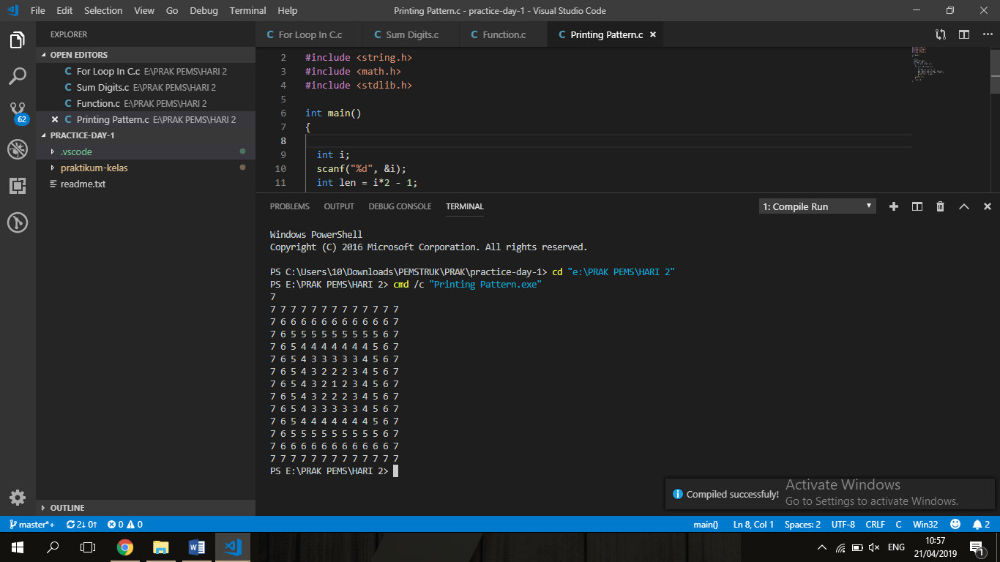 File Edit Selection View Go Debug Terminal Help
Printing Pattern.c - practice-day-1 - Visual Studio Code
EXPLORER
OPEN EDITORS
C For Loop In C.c E:\PRAK PEMS\HARI 2
C Sum Digits.c E:\PRAK PEMS\HARI 2
C Function.c E:\PRAK PEMS\HARI 2
× C Printing Pattern.c E:\PRAK PEMS\HARI 2
PRACTICE-DAY-1
.vscode
praktikum-kelas
readme.txt
OUTLINE
62
C For Loop In C.c C Sum Digits.c C Function.c C Printing Pattern.c ×
2 #include <string.h>
3 #include <math.h>
4 #include <stdlib.h>
5
6 int main()
7 {
8
9 int i;
10 scanf("%d", &i);
11 int len = i*2 - 1;
PROBLEMS OUTPUT DEBUG CONSOLE TERMINAL
1: Compile Run
Windows PowerShell
Copyright (C) 2016 Microsoft Corporation. All rights reserved.
PS C:\Users\10\Downloads\PEMSTRUK\PRAK\practice-day-1> cd "e:\PRAK PEMS\HARI 2"
PS E:\PRAK PEMS\HARI 2> cmd /c "Printing Pattern.exe"
7
7 7 7 7 7 7 7 7 7 7 7 7 7
7 6 6 6 6 6 6 6 6 6 6 6 7
7 6 5 5 5 5 5 5 5 5 5 6 7
7 6 5 4 4 4 4 4 4 4 5 6 7
7 6 5 4 3 3 3 3 3 4 5 6 7
7 6 5 4 3 2 2 2 3 4 5 6 7
7 6 5 4 3 2 1 2 3 4 5 6 7
7 6 5 4 3 2 2 2 3 4 5 6 7
7 6 5 4 3 3 3 3 3 4 5 6 7
7 6 5 4 4 4 4 4 4 4 5 6 7
7 6 5 5 5 5 5 5 5 5 5 6 7
7 6 6 6 6 6 6 6 6 6 6 6 7
7 7 7 7 7 7 7 7 7 7 7 7 7
PS E:\PRAK PEMS\HARI 2>
Compiled successfuly!
Activate Windows
Go to Settings to activate Windows.
master*+ 2↓ 0↑ 0 0
main() Ln 8, Col 1 Spaces: 2 UTF-8 CRLF C Win32 2
ENG
10:57
21/04/2019
1